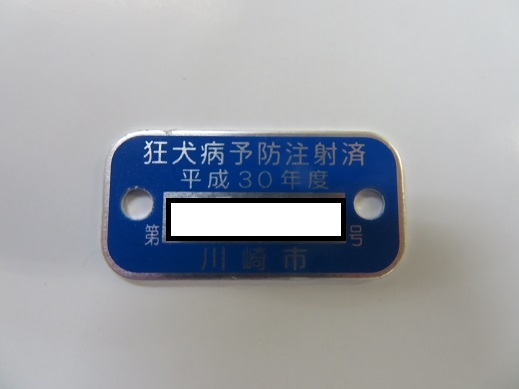 狂犬病予防注射済
平成30年度
第 号
川崎市